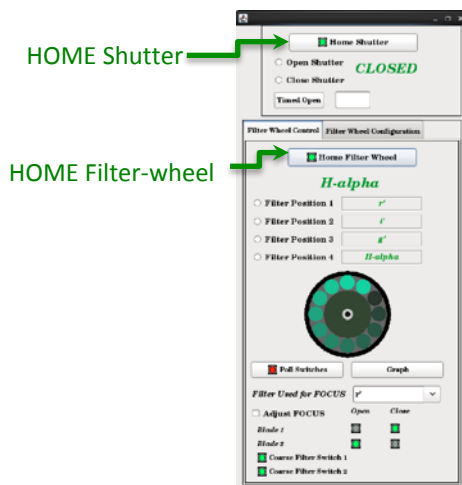 HOME Shutter
Home Shutter
Open Shutter
CLOSED
Close Shutter
Timed Open
Filter Wheel Control Filter Wheel Configuration
HOME Filter-wheel
Home Filter Wheel
H-alpha
Filter Position 1 r'
Filter Position 2 i'
Filter Position 3 g'
Filter Position 4 H-alpha
Poll Switches Graph
Filter Used for FOCUS r'
Adjust FOCUS Open Close
Blade 1
Blade 2
Coarse Filter Switch 1
Coarse Filter Switch 2